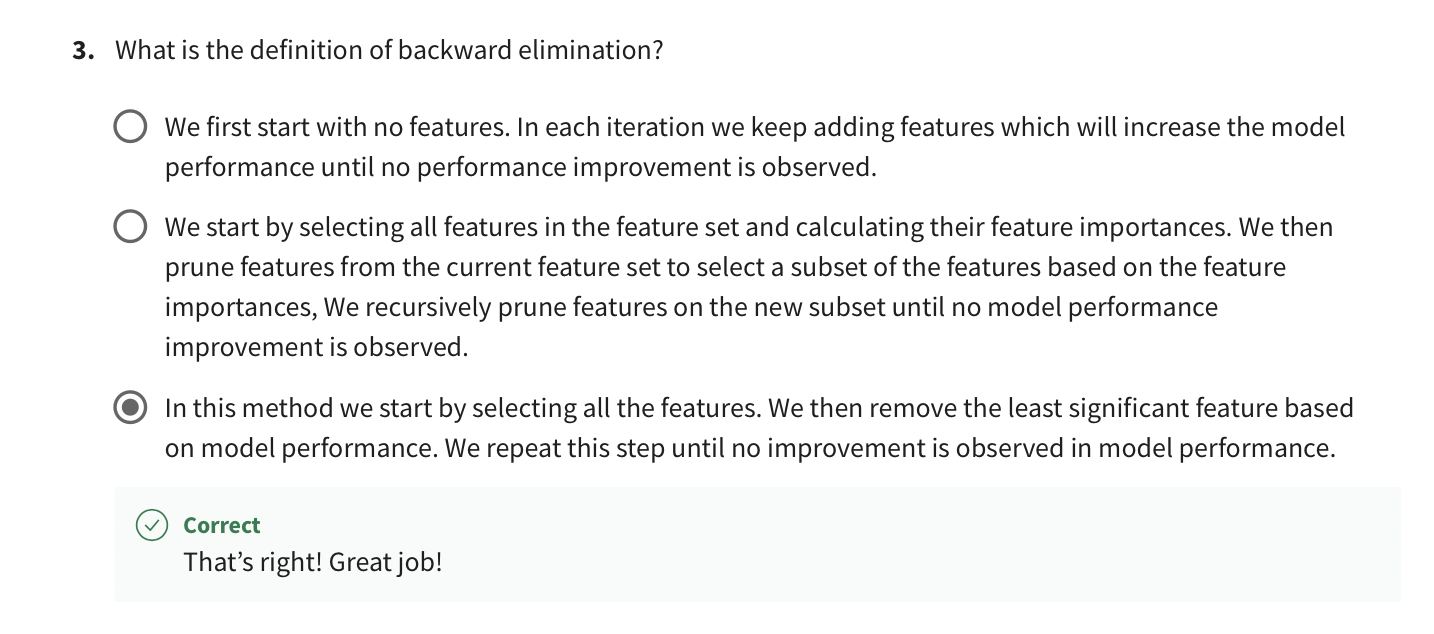 3. What is the definition of backward elimination?
We first start with no features. In each iteration we keep adding features which will increase the model
performance until no performance improvement is observed.
We start by selecting all features in the feature set and calculating their feature importances. We then
prune features from the current feature set to select a subset of the features based on the feature
importances, We recursively prune features on the new subset until no model performance
improvement is observed.
In this method we start by selecting all the features. We then remove the least significant feature based
on model performance. We repeat this step until no improvement is observed in model performance.
Correct
That’s right! Great job!